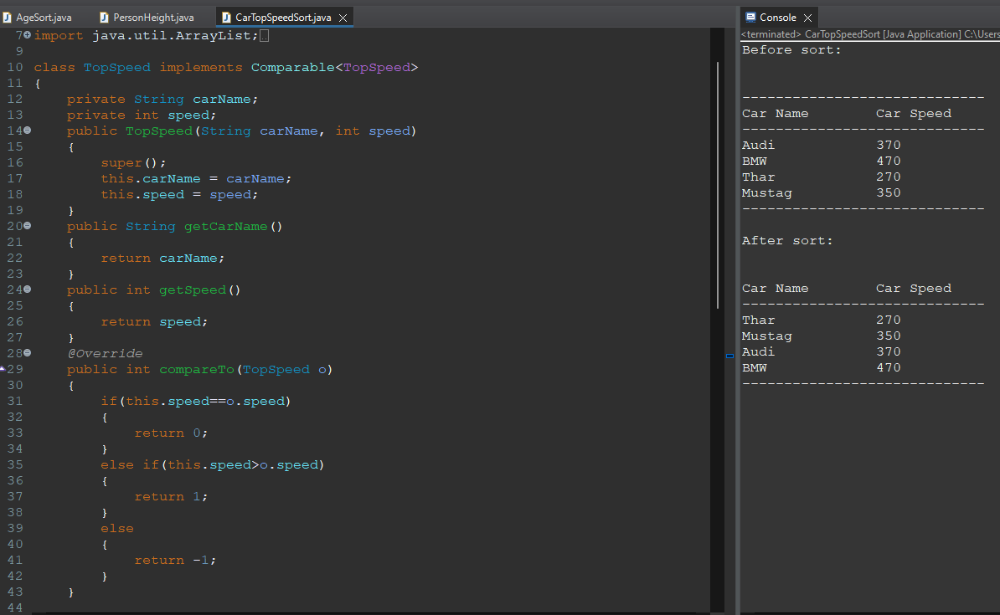 AgeSort.java
PersonHeight.java
CarTopSpeedSort.java
7 import java.util.ArrayList;
9
10 class TopSpeed implements Comparable<TopSpeed>
11 {
12     private String carName;
13     private int speed;
14     public TopSpeed(String carName, int speed)
15     {
16         super();
17         this.carName = carName;
18         this.speed = speed;
19     }
20     public String getCarName()
21     {
22         return carName;
23     }
24     public int getSpeed()
25     {
26         return speed;
27     }
28     @Override
29     public int compareTo(TopSpeed o)
30     {
31         if(this.speed==o.speed)
32         {
33             return 0;
34         }
35         else if(this.speed>o.speed)
36         {
37             return 1;
38         }
39         else
40         {
41             return -1;
42         }
43     }
44
Console
<terminated> CarTopSpeedSort [Java Application] C:\Users
Before sort:
-----------------------------
Car Name        Car Speed
-----------------------------
Audi            370
BMW             470
Thar            270
Mustag          350
-----------------------------
After sort:
Car Name        Car Speed
-----------------------------
Thar            270
Mustag          350
Audi            370
BMW             470
-----------------------------